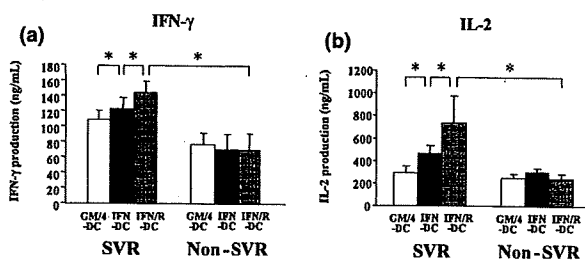 (a)
IFN-γ
* * *
IFN-γ production (ng/mL)
180
160
140
120
100
80
60
40
20
0
GM/4 IFN IFN/R GM/4 IFN IFN/R
-DC -DC -DC -DC -DC -DC
SVR Non-SVR
(b)
IL-2
* * *
IL-2 production (ng/mL)
1200
1000
800
600
400
200
0
GM/4 IFN IFN/R GM/4 IFN IFN/R
-DC -DC -DC -DC -DC -DC
SVR Non-SVR